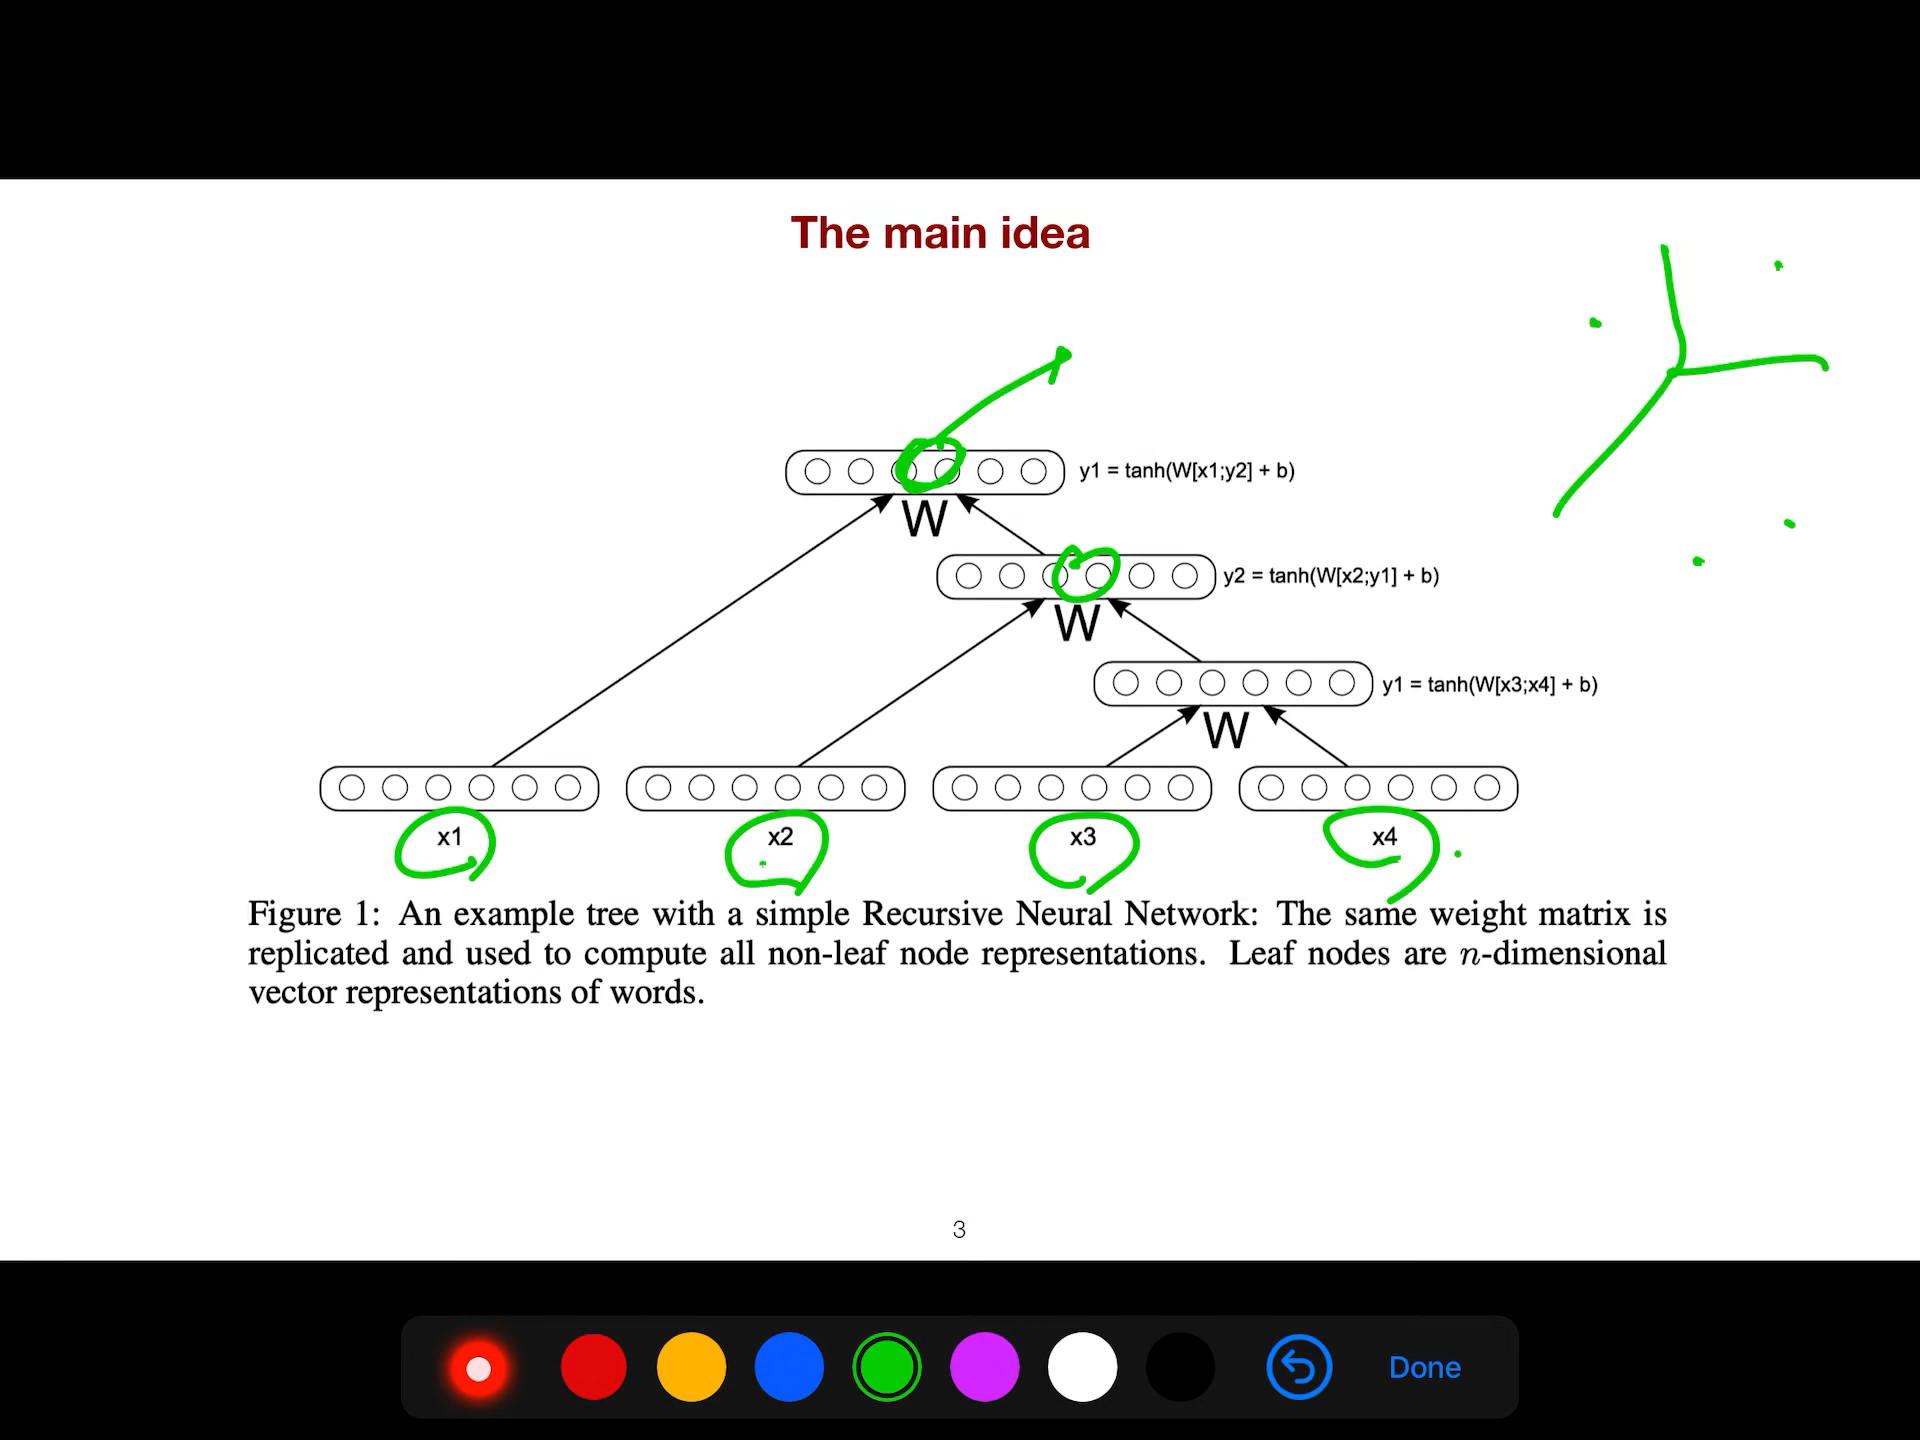 The main idea
y1 = tanh(W[x1;y2] + b)
W
y2 = tanh(W[x2;y1] + b)
W
y1 = tanh(W[x3;x4] + b)
W
x1 x2 x3 x4
Figure 1: An example tree with a simple Recursive Neural Network: The same weight matrix is
replicated and used to compute all non-leaf node representations. Leaf nodes are n-dimensional
vector representations of words.
3
Done